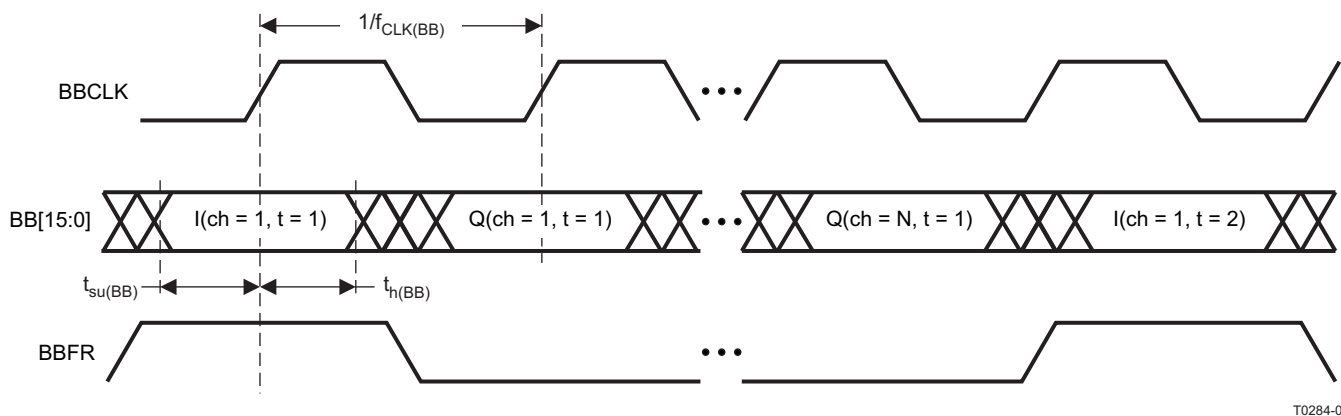 1/fCLK(BB)
BBCLK
BB[15:0]
I(ch = 1, t = 1)
Q(ch = 1, t = 1)
Q(ch = N, t = 1)
I(ch = 1, t = 2)
tsu(BB)
th(BB)
BBFR
T0284-0